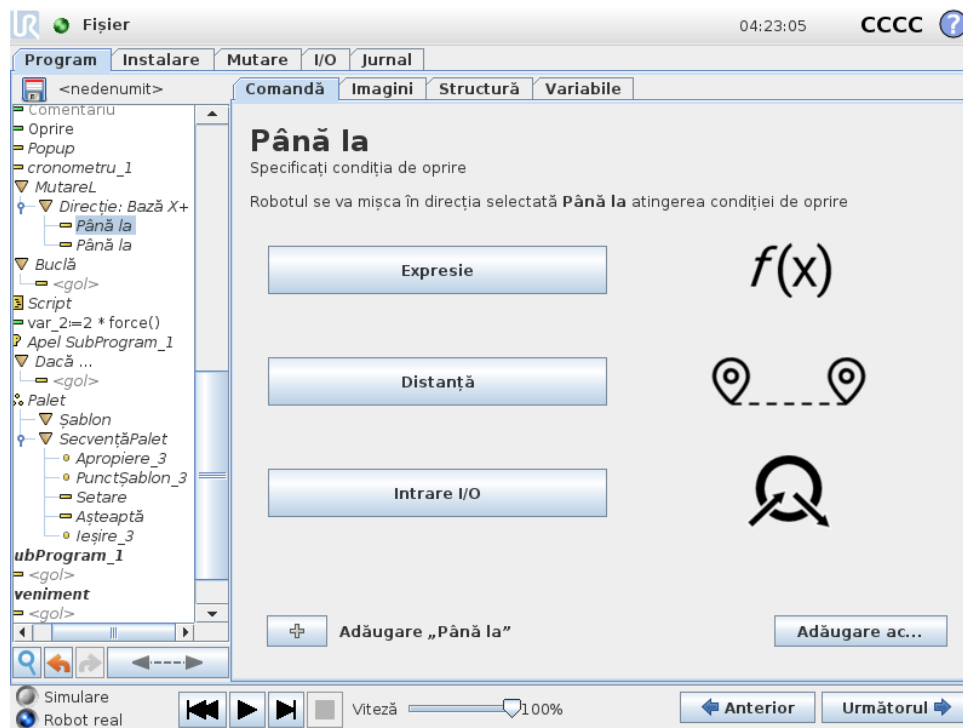 UR Fișier 04:23:05 CCCC ?
Program Instalare Mutare I/O Jurnal
<nedenumit>
Comandă Imagini Structură Variabile
Comentariu
Oprire
Popup
cronometru_1
MutareL
Direcție: Bază X+
Până la
Până la
Buclă
<gol>
Script
var_2:=2 * force()
Apel SubProgram_1
Dacă ...
<gol>
Palet
Șablon
SecvențăPalet
Apropiere_3
PunctȘablon_3
Setare
Așteaptă
Ieșire_3
ubProgram_1
<gol>
veniment
<gol>
Până la
Specificați condiția de oprire
Robotul se va mișca în direcția selectată Până la atingerea condiției de oprire
Expresie f(x)
Distanță
Intrare I/O
Adăugare „Până la”
Adăugare ac...
Simulare
Robot real
Viteză 100%
Anterior Următorul